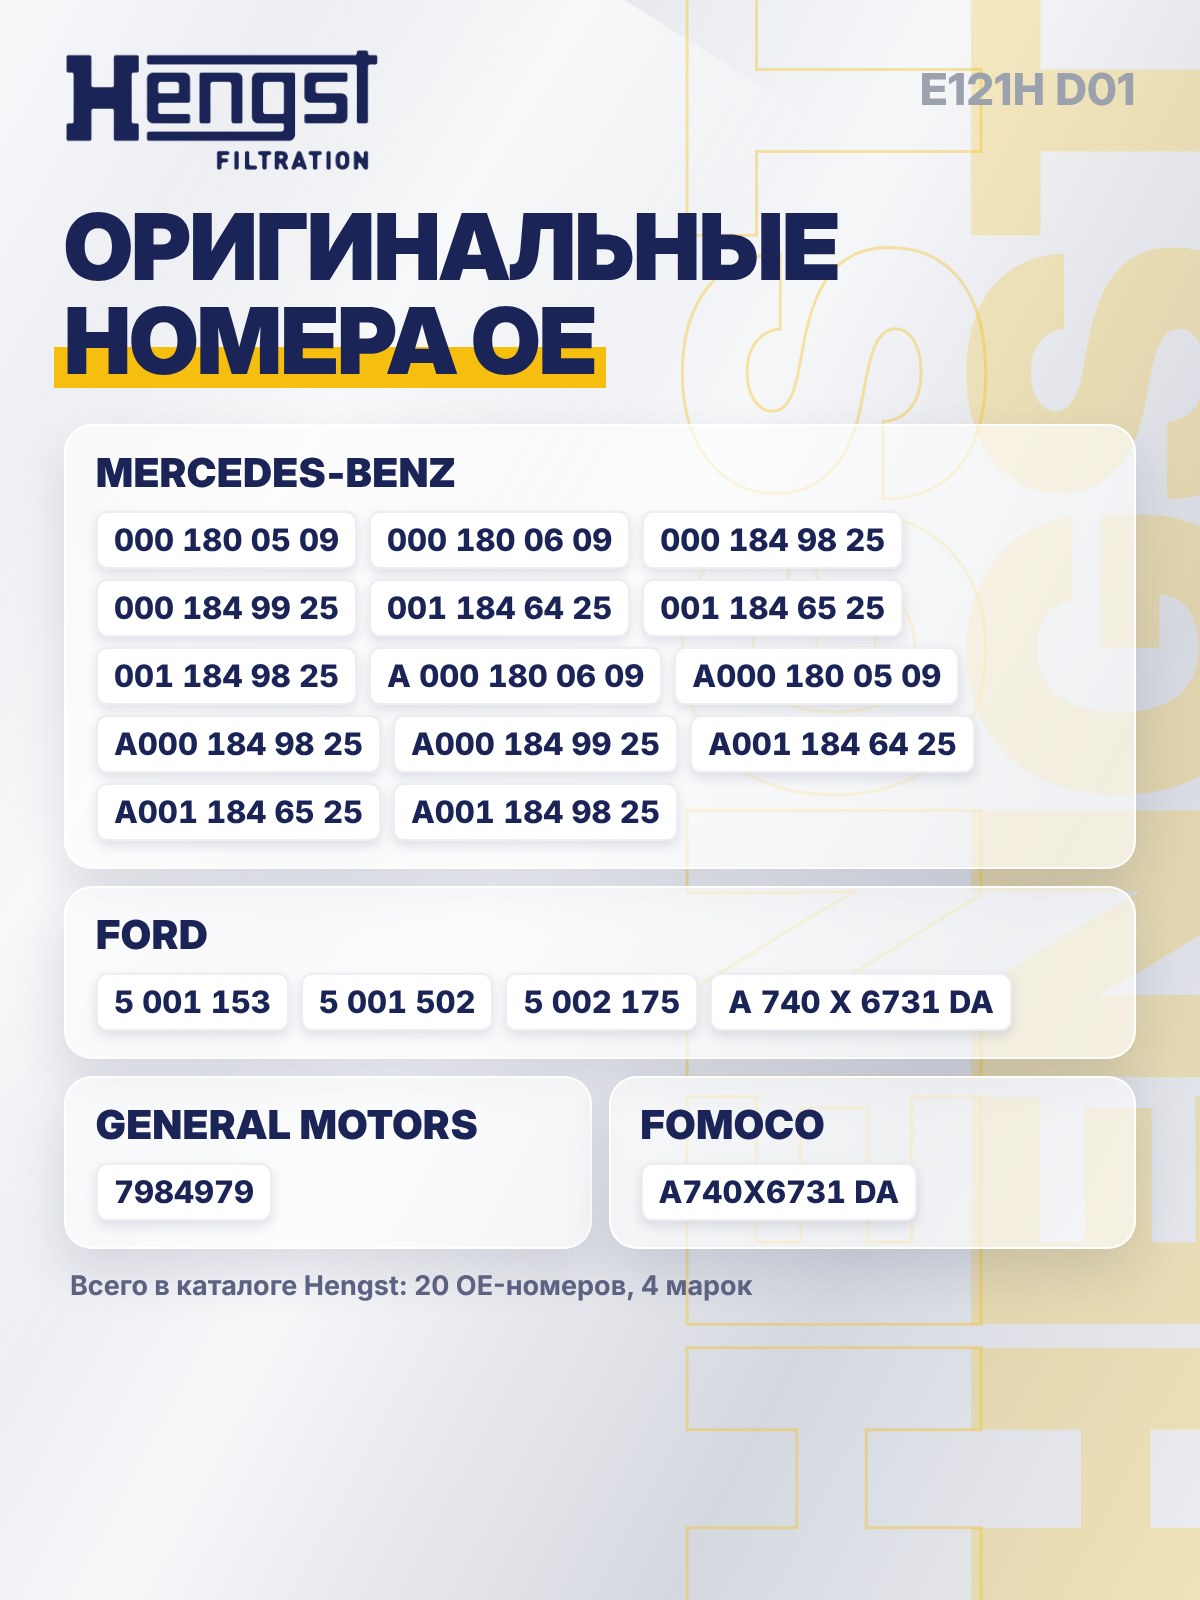 Hengst
FILTRATION
E121H D01
ОРИГИНАЛЬНЫЕ
НОМЕРА OE
MERCEDES-BENZ
000 180 05 09 000 180 06 09 000 184 98 25
000 184 99 25 001 184 64 25 001 184 65 25
001 184 98 25 A 000 180 06 09 A000 180 05 09
A000 184 98 25 A000 184 99 25 A001 184 64 25
A001 184 65 25 A001 184 98 25
FORD
5 001 153 5 001 502 5 002 175 A 740 X 6731 DA
GENERAL MOTORS
7984979
FOMOCO
A740X6731 DA
Всего в каталоге Hengst: 20 OE-номеров, 4 марок
HENGST
HENGST